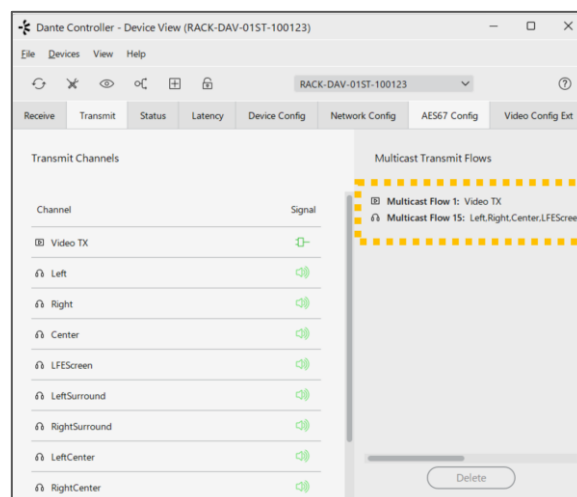 Dante Controller - Device View (RACK-DAV-01ST-100123)
File Devices View Help
RACK-DAV-01ST-100123
Receive Transmit Status Latency Device Config Network Config AES67 Config Video Config Ext
Transmit Channels
Multicast Transmit Flows
Channel Signal
Multicast Flow 1: Video TX
Multicast Flow 15: Left,Right,Center,LFEScree
Video TX
Left
Right
Center
LFEScreen
LeftSurround
RightSurround
LeftCenter
RightCenter
Delete